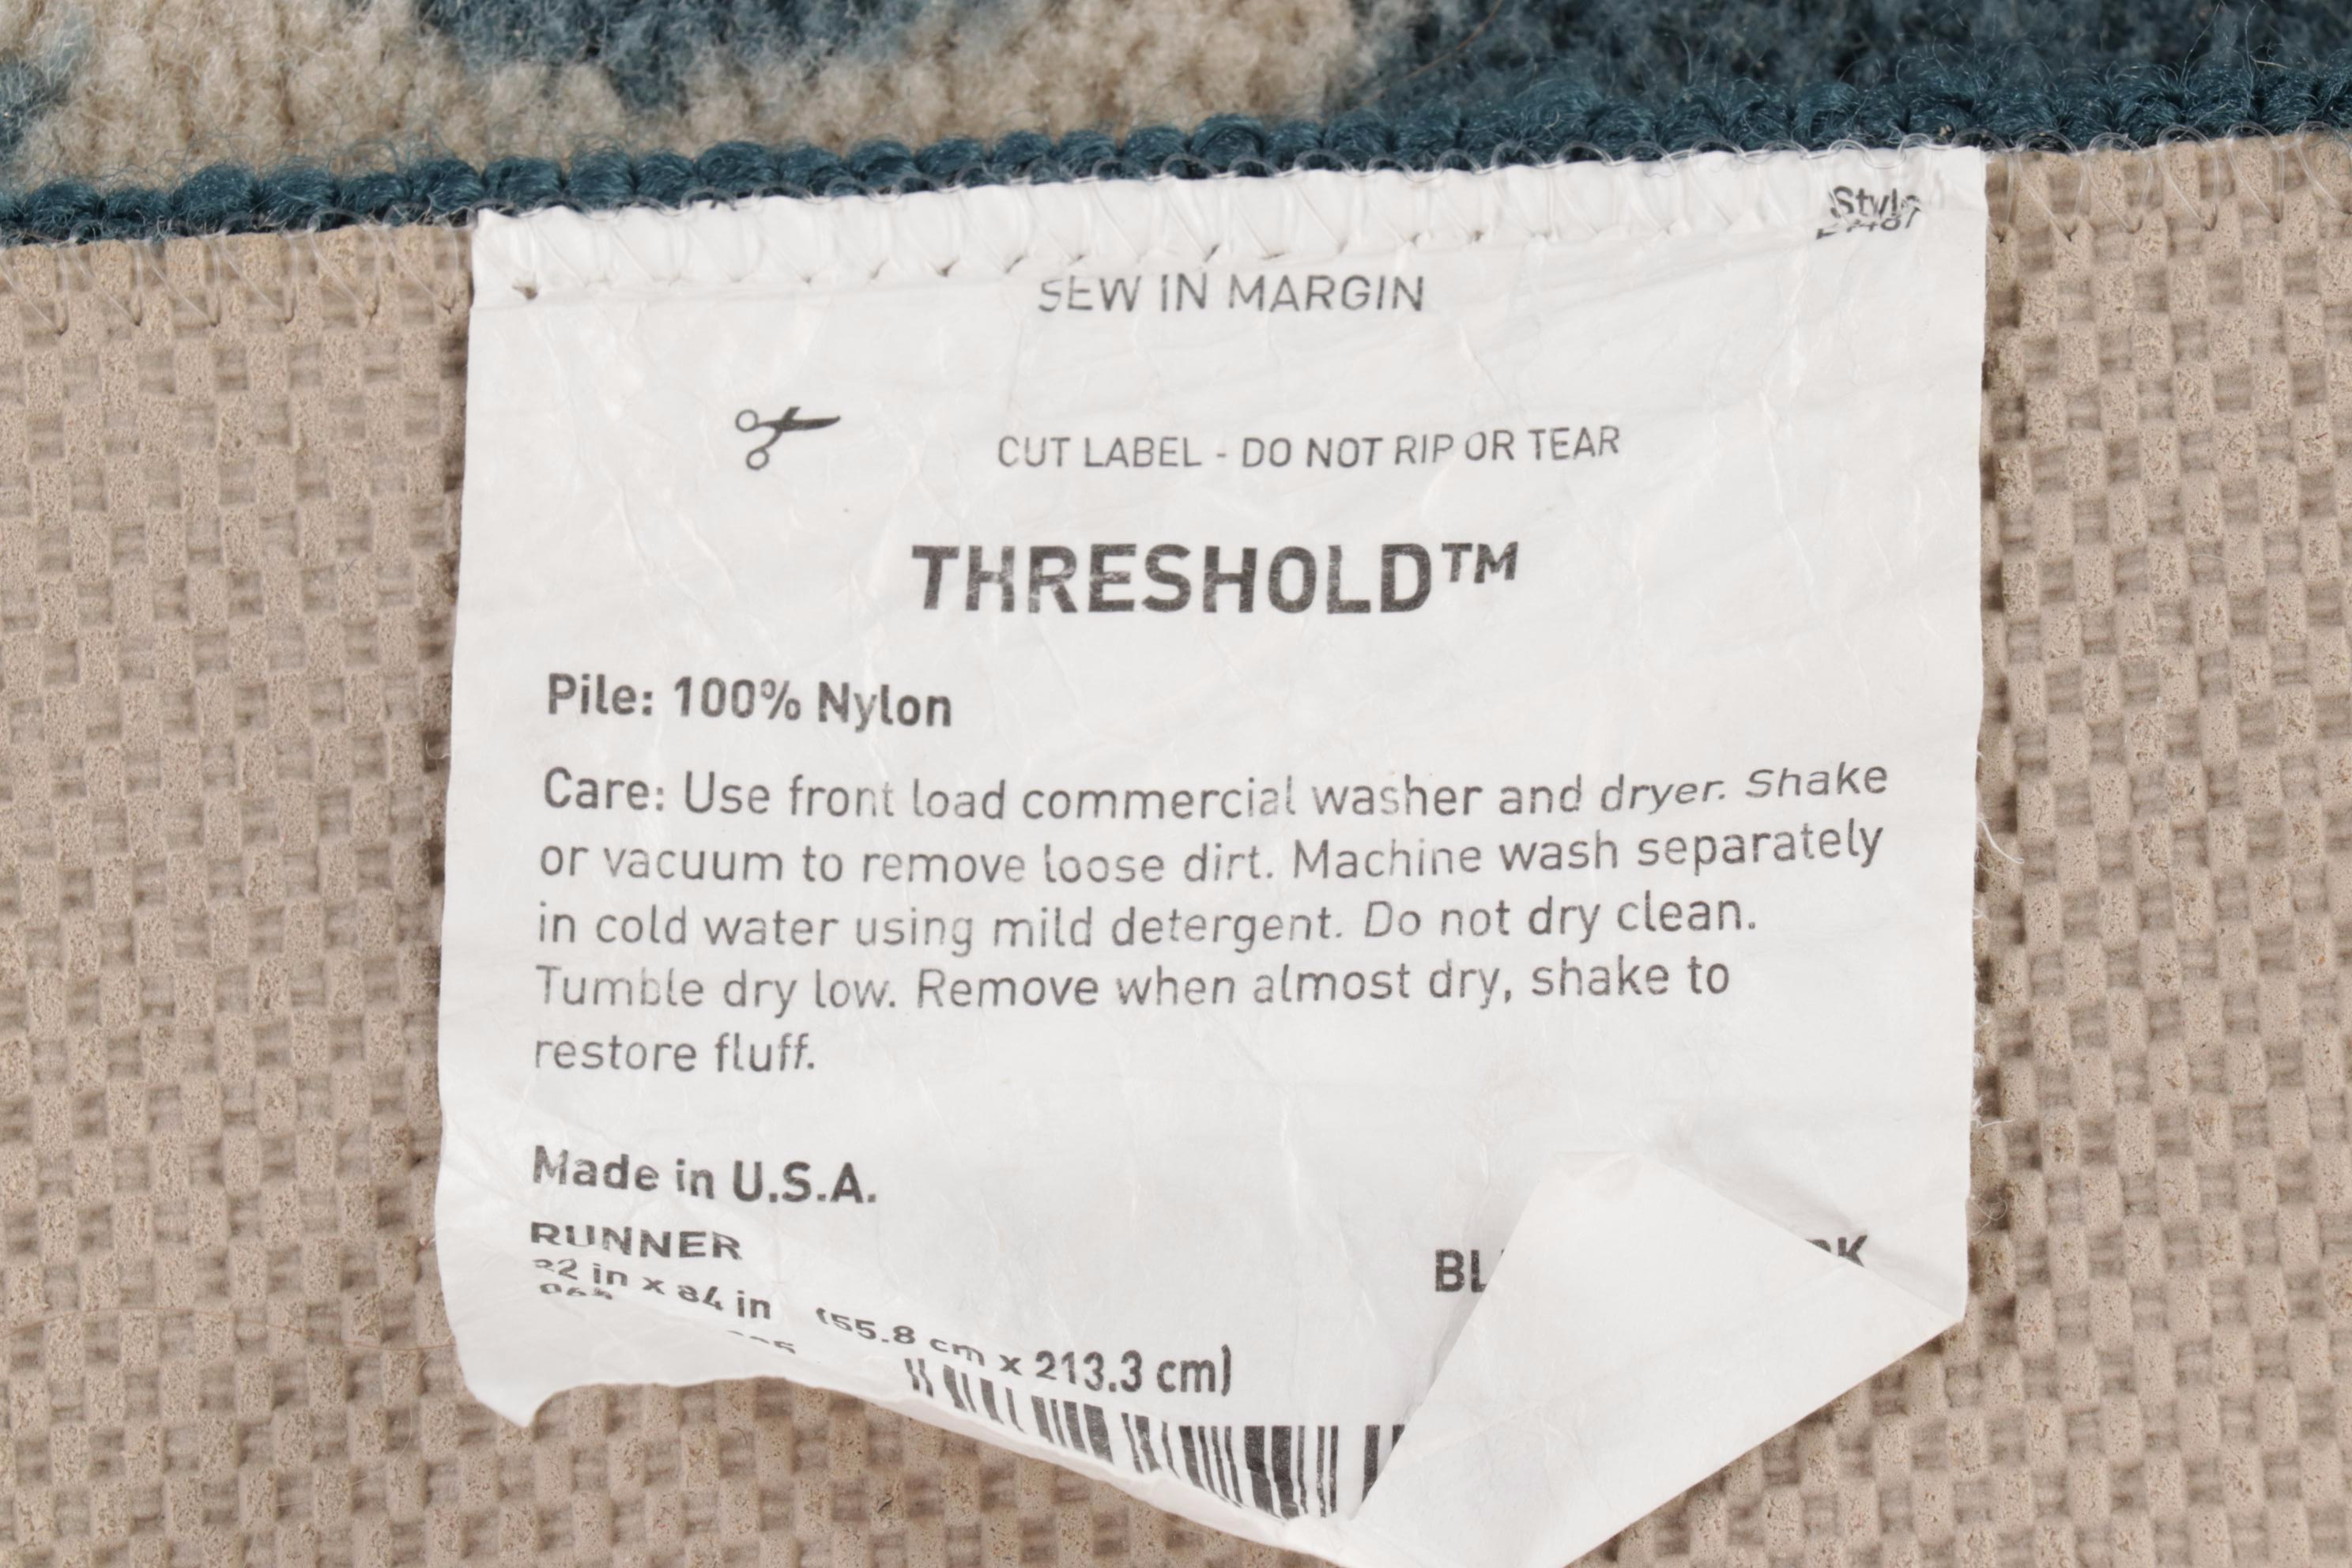 Style
SEW IN MARGIN
CUT LABEL - DO NOT RIP OR TEAR
THRESHOLD™
Pile: 100% Nylon
Care: Use front load commercial washer and dryer. Shake
or vacuum to remove loose dirt. Machine wash separately
in cold water using mild detergent. Do not dry clean.
Tumble dry low. Remove when almost dry, shake to
restore fluff.
Made in U.S.A.
RUNNER
22 in x 84 in (55.8 cm x 213.3 cm)